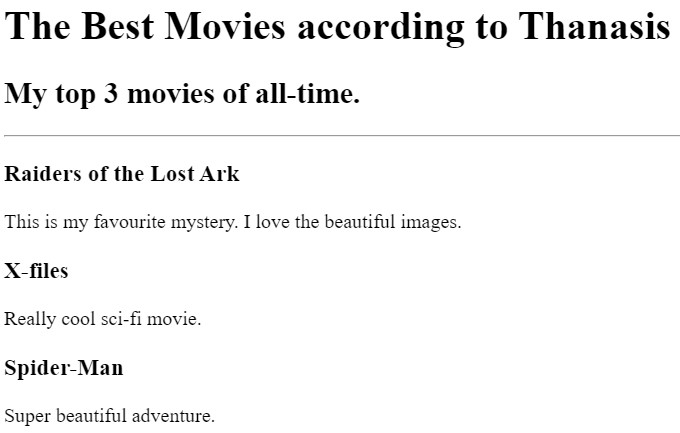 The Best Movies according to Thanasis
My top 3 movies of all-time.
Raiders of the Lost Ark
This is my favourite mystery. I love the beautiful images.
X-files
Really cool sci-fi movie.
Spider-Man
Super beautiful adventure.